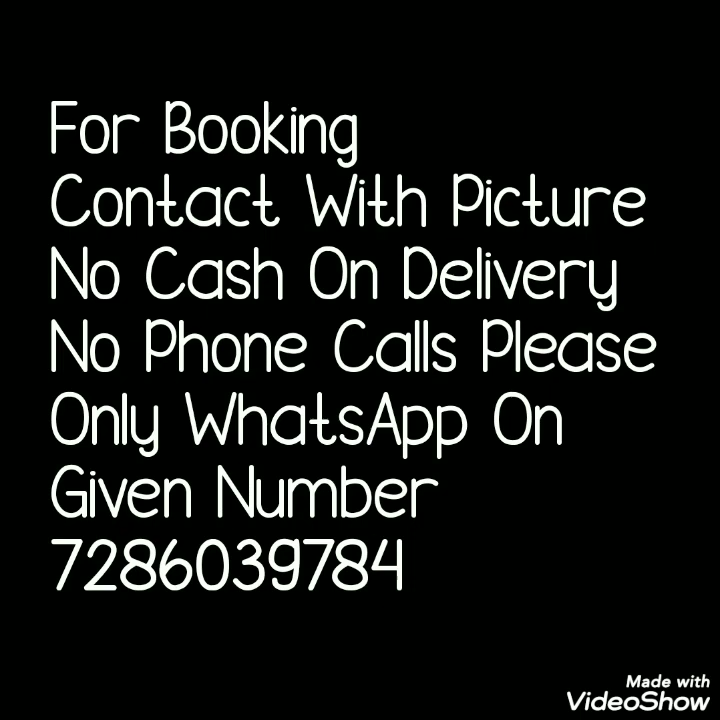 For Booking
Contact With Picture
No Cash On Delivery
No Phone Calls Please
Only WhatsApp On
Given Number
7286039784
Made with
VideoShow